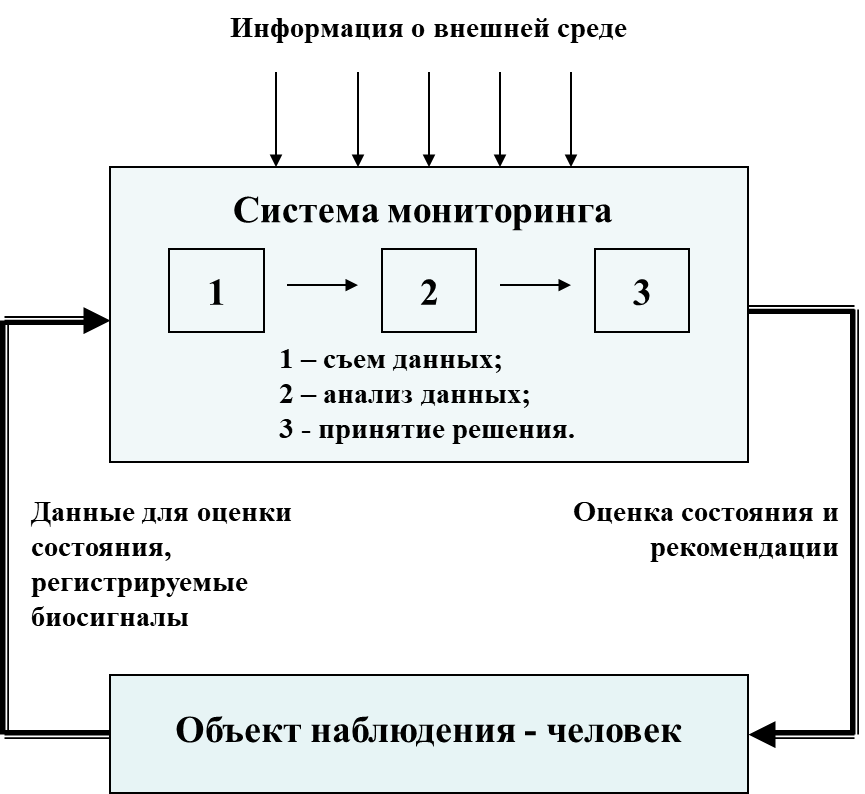 Информация о внешней среде
Система мониторинга
1
2
3
1 – съем данных;
2 – анализ данных;
3 - принятие решения.
Данные для оценки
состояния,
регистрируемые
биосигналы
Оценка состояния и
рекомендации
Объект наблюдения - человек